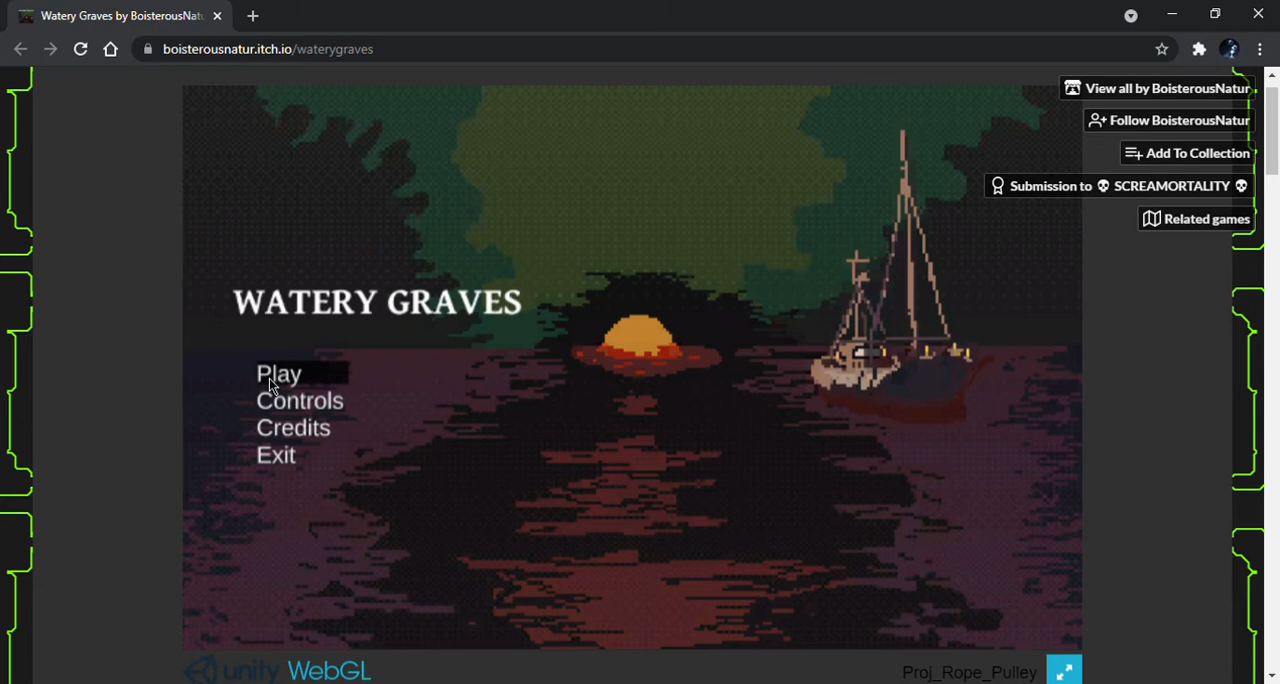 Watery Graves by BoisterousNatu
boisterousnatur.itch.io/waterygraves
View all by BoisterousNatur
Follow BoisterousNatur
Add To Collection
Submission to 💀 SCREAMORTALITY 💀
Related games
WATERY GRAVES
Play
Controls
Credits
Exit
unity WebGL
Proj_Rope_Pulley